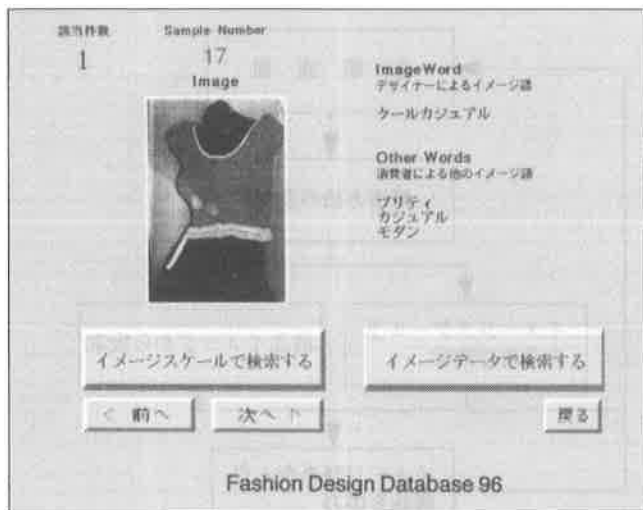 該当件数
1
Sample Number
17
Image
ImageWord
デザイナーによるイメージ語
クールカジュアル
Other Words
消費者による他のイメージ語
プリティ
カジュアル
モダン
イメージスケールで検索する
イメージデータで検索する
< 前へ
次へ >
戻る
Fashion Design Database 96